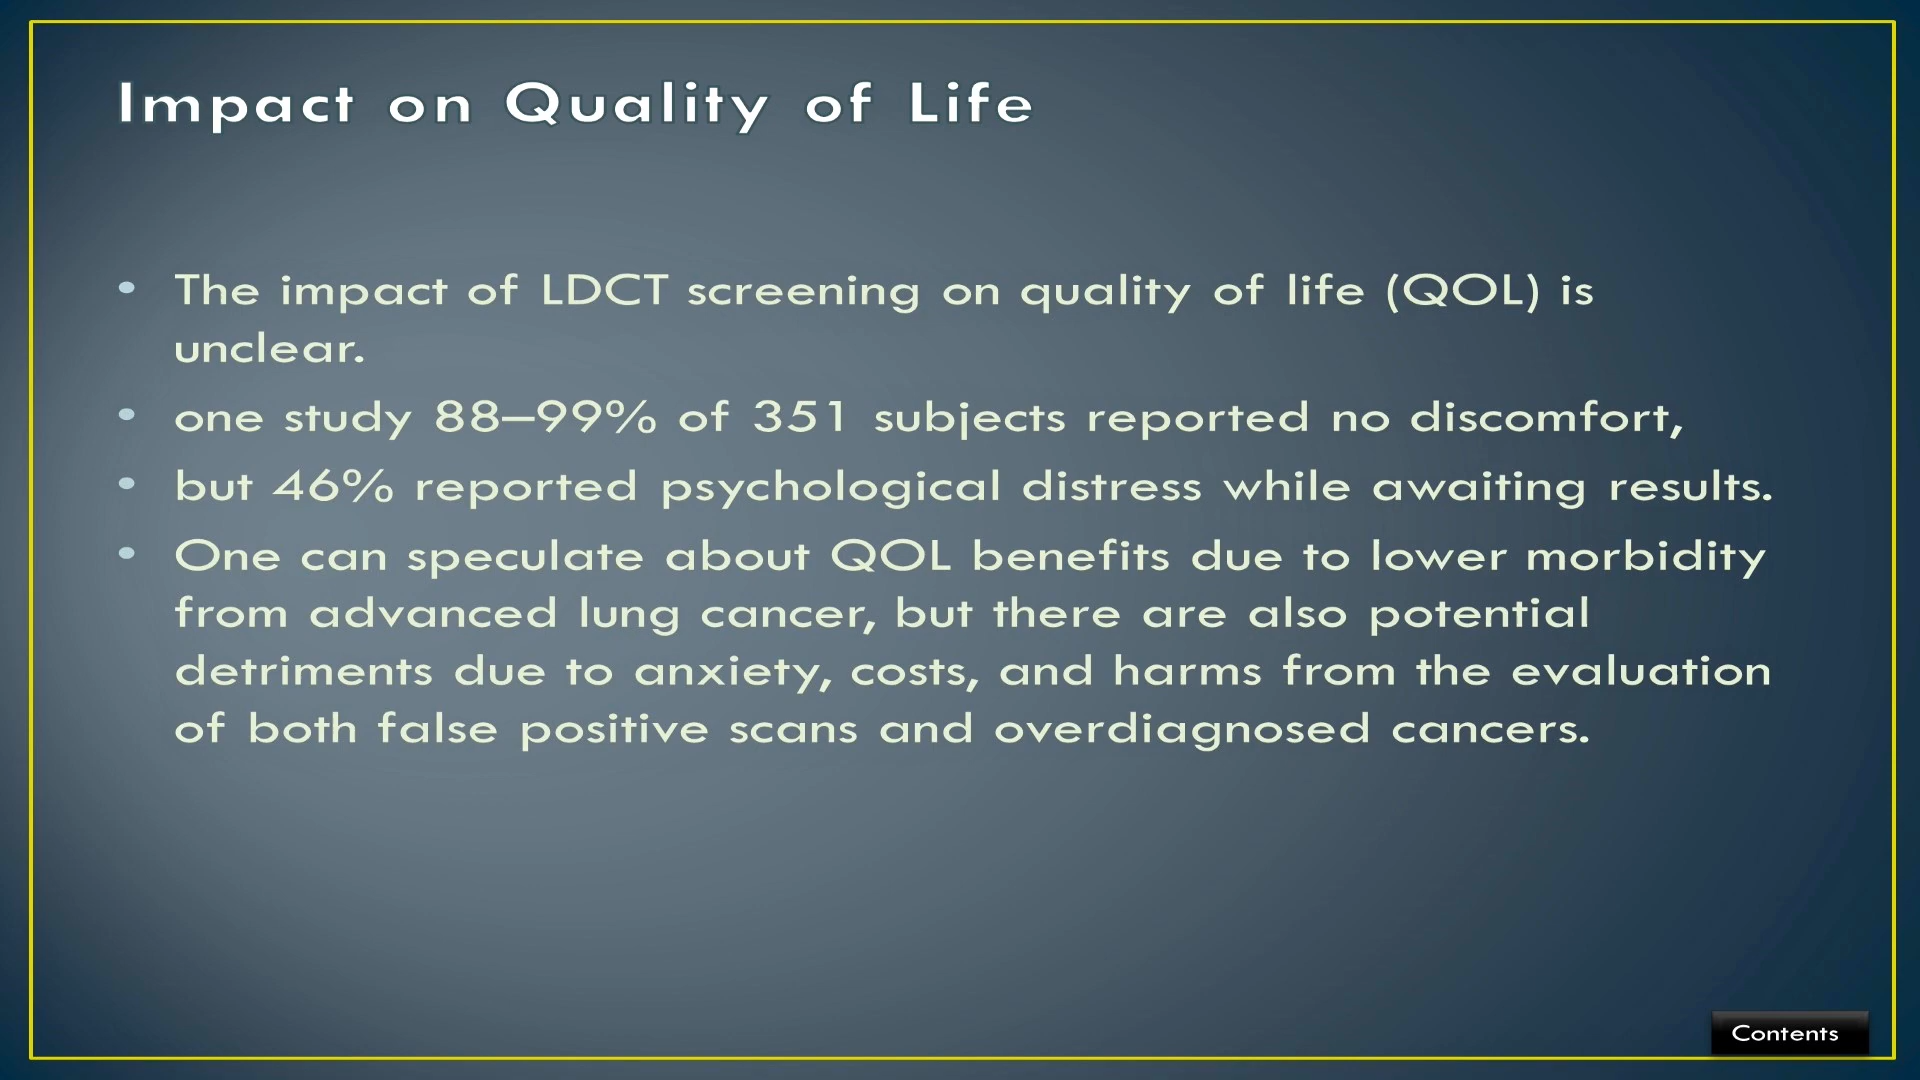 Impact on Quality of Life
• The impact of LDCT screening on quality of life (QOL) is
unclear.
• one study 88–99% of 351 subjects reported no discomfort,
• but 46% reported psychological distress while awaiting results.
• One can speculate about QOL benefits due to lower morbidity
from advanced lung cancer, but there are also potential
detriments due to anxiety, costs, and harms from the evaluation
of both false positive scans and overdiagnosed cancers.
Contents